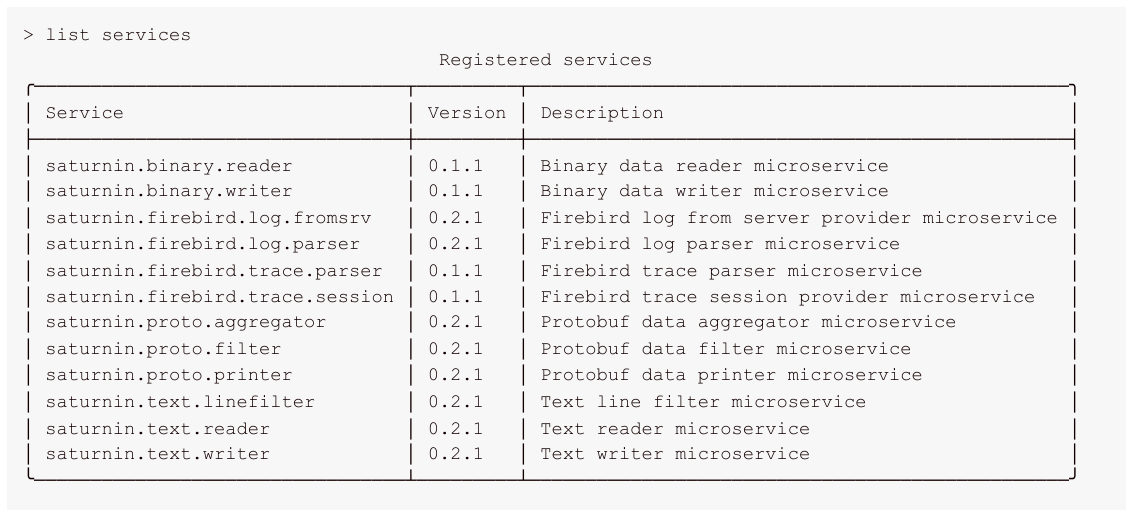 > list services
Registered services
Service Version Description
saturnin.binary.reader 0.1.1 Binary data reader microservice
saturnin.binary.writer 0.1.1 Binary data writer microservice
saturnin.firebird.log.fromsrv 0.2.1 Firebird log from server provider microservice
saturnin.firebird.log.parser 0.2.1 Firebird log parser microservice
saturnin.firebird.trace.parser 0.1.1 Firebird trace parser microservice
saturnin.firebird.trace.session 0.1.1 Firebird trace session provider microservice
saturnin.proto.aggregator 0.2.1 Protobuf data aggregator microservice
saturnin.proto.filter 0.2.1 Protobuf data filter microservice
saturnin.proto.printer 0.2.1 Protobuf data printer microservice
saturnin.text.linefilter 0.2.1 Text line filter microservice
saturnin.text.reader 0.2.1 Text reader microservice
saturnin.text.writer 0.2.1 Text writer microservice